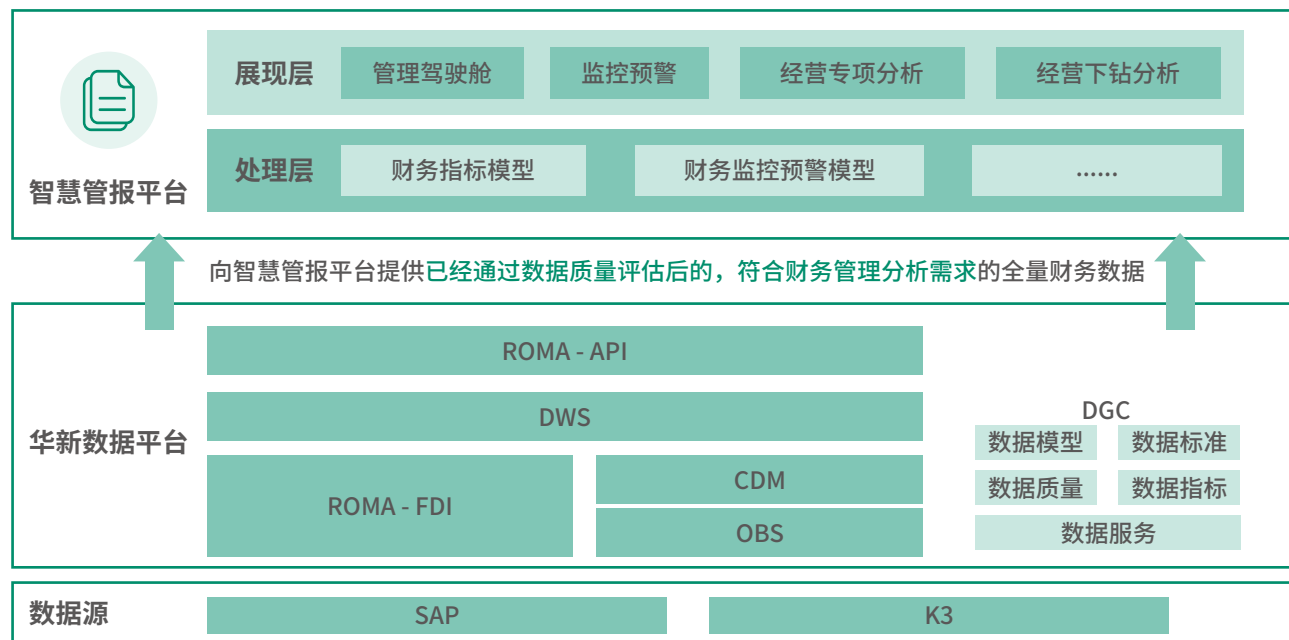 展现层 管理驾驶舱 监控预警 经营专项分析 经营下钻分析
处理层 财务指标模型 财务监控预警模型 ......
智慧管报平台
向智慧管报平台提供已经通过数据质量评估后的，符合财务管理分析需求的全量财务数据
华新数据平台
ROMA - API
DWS
ROMA - FDI
CDM
OBS
DGC
数据模型 数据标准
数据质量 数据指标
数据服务
数据源 SAP K3